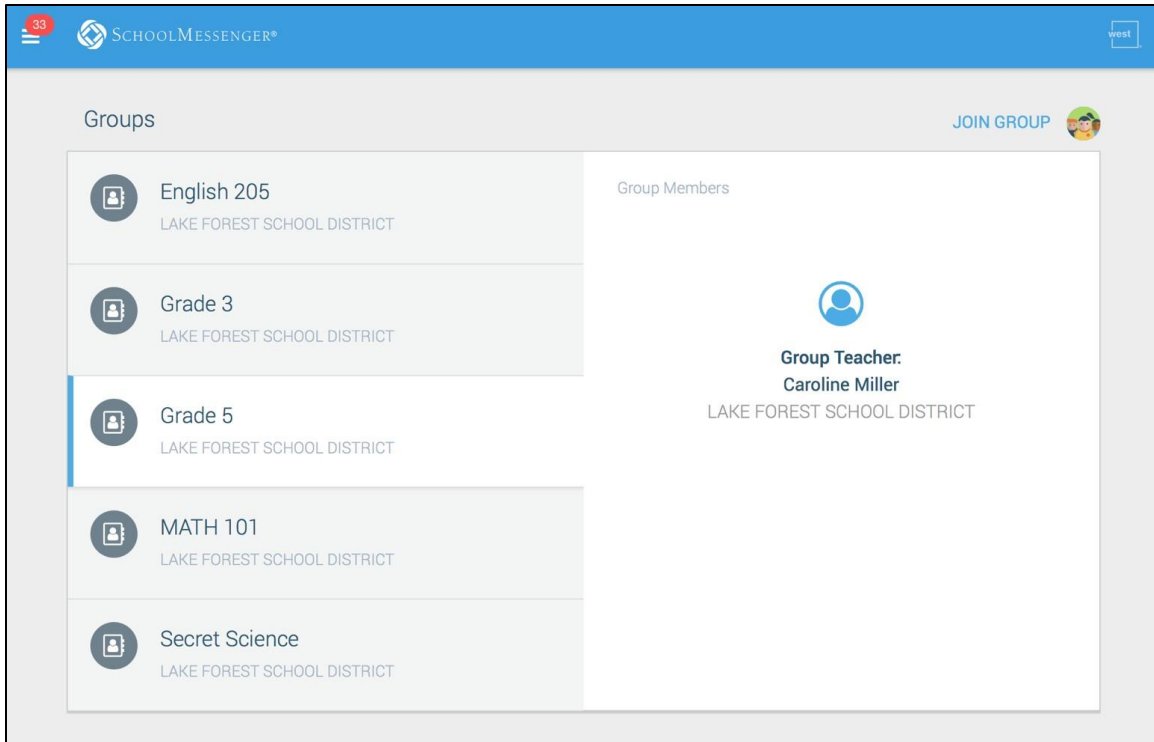 33
SCHOOLMESSENGER®
west
Groups
JOIN GROUP
English 205
LAKE FOREST SCHOOL DISTRICT
Grade 3
LAKE FOREST SCHOOL DISTRICT
Grade 5
LAKE FOREST SCHOOL DISTRICT
MATH 101
LAKE FOREST SCHOOL DISTRICT
Secret Science
LAKE FOREST SCHOOL DISTRICT
Group Members
Group Teacher:
Caroline Miller
LAKE FOREST SCHOOL DISTRICT